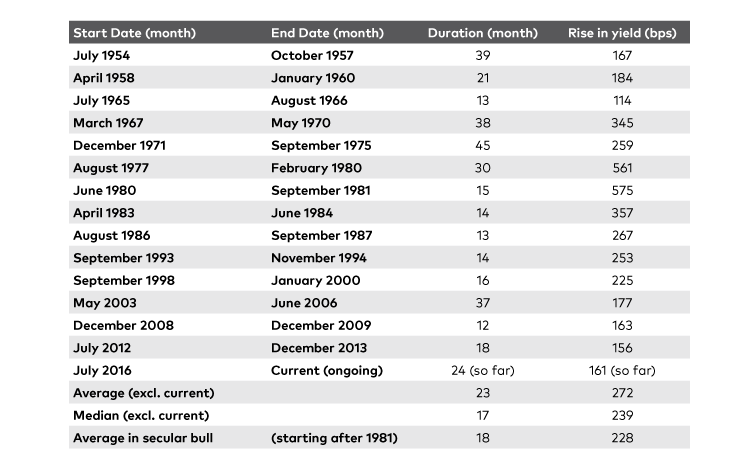 Start Date (month) End Date (month) Duration (month) Rise in yield (bps)
July 1954 October 1957 39 167
April 1958 January 1960 21 184
July 1965 August 1966 13 114
March 1967 May 1970 38 345
December 1971 September 1975 45 259
August 1977 February 1980 30 561
June 1980 September 1981 15 575
April 1983 June 1984 14 357
August 1986 September 1987 13 267
September 1993 November 1994 14 253
September 1998 January 2000 16 225
May 2003 June 2006 37 177
December 2008 December 2009 12 163
July 2012 December 2013 18 156
July 2016 Current (ongoing) 24 (so far) 161 (so far)
Average (excl. current) 23 272
Median (excl. current) 17 239
Average in secular bull (starting after 1981) 18 228